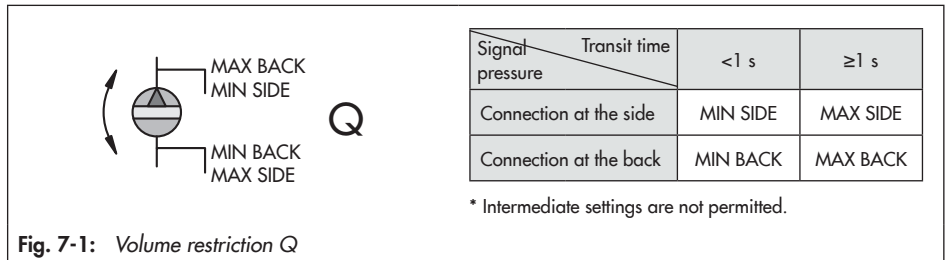 MAX BACK
MIN SIDE
Q
MIN BACK
MAX SIDE
Signal pressure Transit time <1 s ≥1 s
Connection at the side MIN SIDE MAX SIDE
Connection at the back MIN BACK MAX BACK
* Intermediate settings are not permitted.
Fig. 7-1: Volume restriction Q